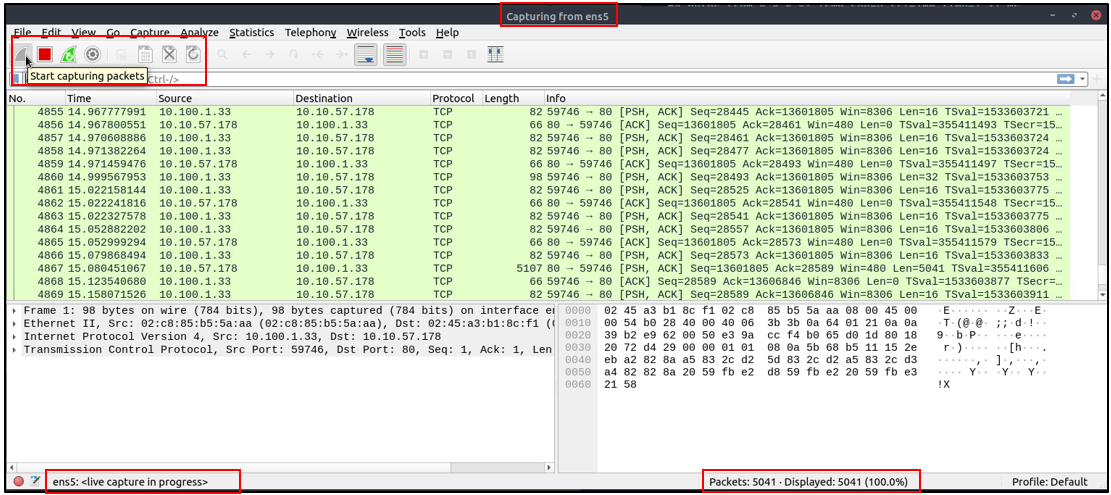 Capturing from ens5
File Edit View Go Capture Analyze Statistics Telephony Wireless Tools Help
Start capturing packets Ctrl-/>
No. Time Source Destination Protocol Length Info
4855 14.967777991 10.100.1.33 10.10.57.178 TCP 82 59746 → 80 [PSH, ACK] Seq=28445 Ack=13601805 Win=8306 Len=16 TSval=1533603721 …
4856 14.967800551 10.10.57.178 10.100.1.33 TCP 66 80 → 59746 [ACK] Seq=13601805 Ack=28461 Win=480 Len=0 TSval=355411493 TSecr=15…
4857 14.970608886 10.100.1.33 10.10.57.178 TCP 82 59746 → 80 [PSH, ACK] Seq=28461 Ack=13601805 Win=8306 Len=16 TSval=1533603724 …
4858 14.971382264 10.100.1.33 10.10.57.178 TCP 82 59746 → 80 [PSH, ACK] Seq=28477 Ack=13601805 Win=8306 Len=16 TSval=1533603724 …
4859 14.971459476 10.10.57.178 10.100.1.33 TCP 66 80 → 59746 [ACK] Seq=13601805 Ack=28493 Win=480 Len=0 TSval=355411497 TSecr=15…
4860 14.999567953 10.100.1.33 10.10.57.178 TCP 98 59746 → 80 [PSH, ACK] Seq=28493 Ack=13601805 Win=8306 Len=32 TSval=1533603753 …
4861 15.022158144 10.100.1.33 10.10.57.178 TCP 82 59746 → 80 [PSH, ACK] Seq=28525 Ack=13601805 Win=8306 Len=16 TSval=1533603775 …
4862 15.022241816 10.10.57.178 10.100.1.33 TCP 66 80 → 59746 [ACK] Seq=13601805 Ack=28541 Win=480 Len=0 TSval=355411548 TSecr=15…
4863 15.022327578 10.100.1.33 10.10.57.178 TCP 82 59746 → 80 [PSH, ACK] Seq=28541 Ack=13601805 Win=8306 Len=16 TSval=1533603775 …
4864 15.052882202 10.100.1.33 10.10.57.178 TCP 82 59746 → 80 [PSH, ACK] Seq=28557 Ack=13601805 Win=8306 Len=16 TSval=1533603806 …
4865 15.052999294 10.10.57.178 10.100.1.33 TCP 66 80 → 59746 [ACK] Seq=13601805 Ack=28573 Win=480 Len=0 TSval=355411579 TSecr=15…
4866 15.079868494 10.100.1.33 10.10.57.178 TCP 82 59746 → 80 [PSH, ACK] Seq=28573 Ack=13601805 Win=8306 Len=16 TSval=1533603833 …
4867 15.080451067 10.10.57.178 10.100.1.33 TCP 5107 80 → 59746 [PSH, ACK] Seq=13601805 Ack=28589 Win=480 Len=5041 TSval=355411606 …
4868 15.123540680 10.100.1.33 10.10.57.178 TCP 66 59746 → 80 [ACK] Seq=28589 Ack=13606846 Win=8306 Len=0 TSval=1533603877 TSecr=…
4869 15.158071526 10.100.1.33 10.10.57.178 TCP 82 59746 → 80 [PSH, ACK] Seq=28589 Ack=13606846 Win=8306 Len=16 TSval=1533603911 …
Frame 1: 98 bytes on wire (784 bits), 98 bytes captured (784 bits) on interface en
Ethernet II, Src: 02:c8:85:b5:5a:aa (02:c8:85:b5:5a:aa), Dst: 02:45:a3:b1:8c:f1 (
Internet Protocol Version 4, Src: 10.100.1.33, Dst: 10.10.57.178
Transmission Control Protocol, Src Port: 59746, Dst Port: 80, Seq: 1, Ack: 1, Len
0000 02 45 a3 b1 8c f1 02 c8 85 b5 5a aa 08 00 45 00 ·E······ ··Z···E·
0010 00 54 b0 28 40 00 40 06 3b 3b 0a 64 01 21 0a 0a ·T·(@·@· ;;·d·!··
0020 39 b2 e9 62 00 50 e3 9a cc f4 b0 65 d0 1d 80 18 9··b·P·· ···e····
0030 20 72 d4 29 00 00 01 01 08 0a 5b 68 b5 11 15 2e r·)···· ··[h···.
0040 eb a2 82 8a a5 83 2c d2 5d 83 2c d2 a5 83 2c d3 ······,· ]·,···,·
0050 a4 82 82 8a 20 59 fb e2 d8 59 fb e2 20 59 fb e3 ···· Y·· ·Y·· Y··
0060 21 58 !X
ens5: <live capture in progress> Packets: 5041 · Displayed: 5041 (100.0%) Profile: Default